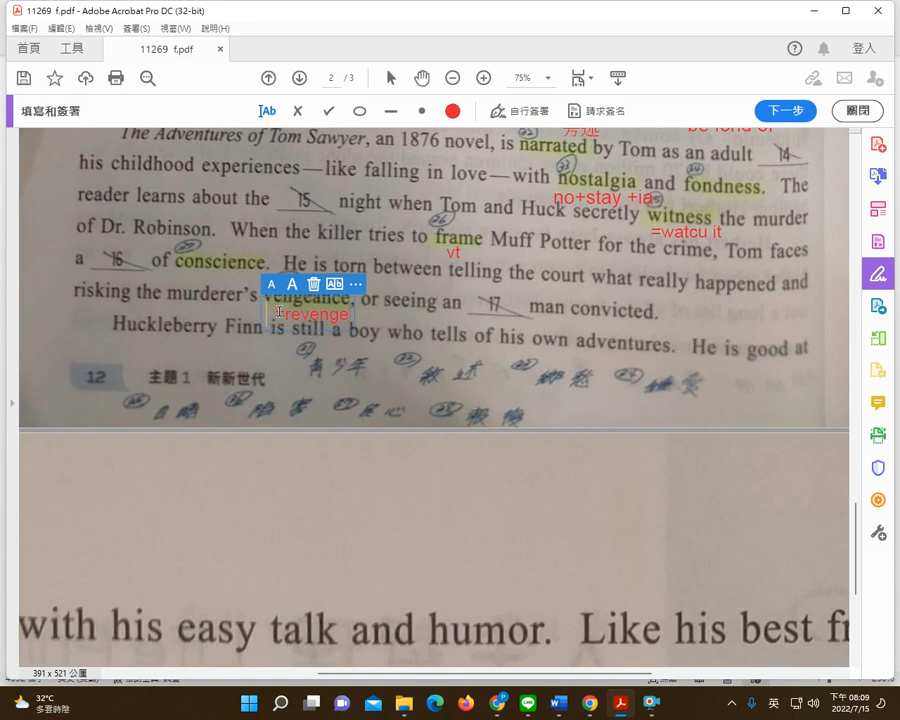 11269 f.pdf - Adobe Acrobat Pro DC (32-bit)
檔案(F) 編輯(E) 檢視(V) 簽署(S) 視窗(W) 說明(H)
首頁 工具 11269 f.pdf × 登入
2 / 3 75%
填寫和簽署 Ab 自行簽署 請求簽名 下一步 關閉
The Adventures of Tom Sawyer, an 1876 novel, is narrated by Tom as an adult 14
his childhood experiences—like falling in love—with nostalgia and fondness. The
no+stay +ia
reader learns about the 15 night when Tom and Huck secretly witness the murder
=watcu it
of Dr. Robinson. When the killer tries to frame Muff Potter for the crime, Tom faces
vt
a 16 of conscience. He is torn between telling the court what really happened and
risking the murderer's vengeance, or seeing an 17 man convicted.
=revenge
Huckleberry Finn is still a boy who tells of his own adventures. He is good at
青少年 敘述 鄉愁 鍾愛
12 主題1 新新世代
目睹 陷害 良心 報復
with his easy talk and humor. Like his best
391 x 521 公釐
32°C
多雲時陰
英
下午 08:09
2022/7/15